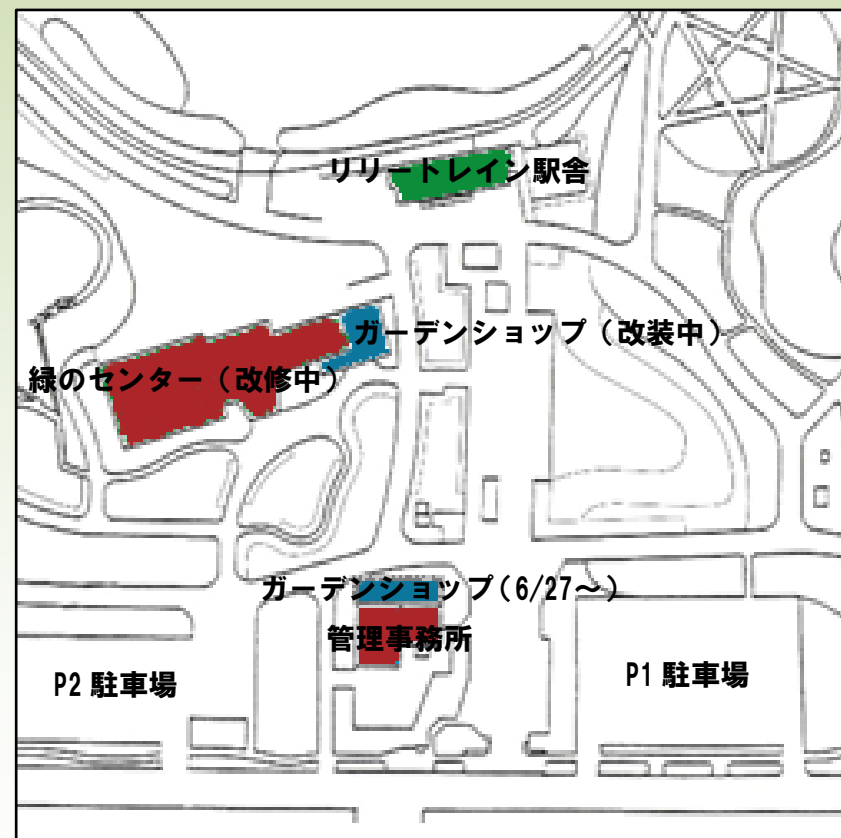 リリートレイン駅舎
ガーデンショップ（改装中）
緑のセンター（改修中）
ガーデンショップ(6/27～)
管理事務所
P2 駐車場
P1 駐車場